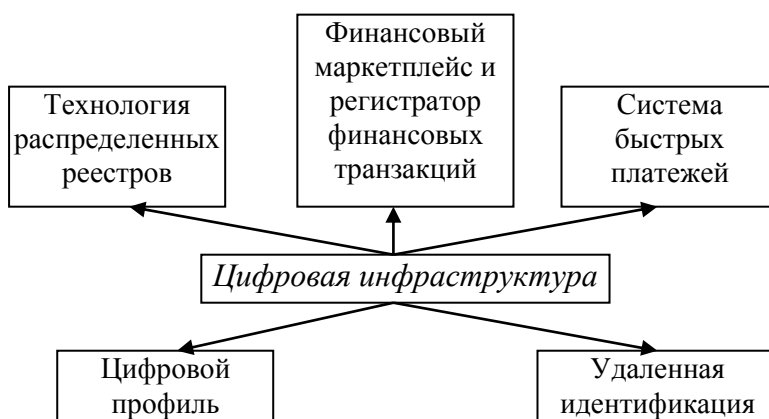 Технология
распределенных
реестров
Финансовый
маркетплейс и
регистратор
финансовых
транзакций
Система
быстрых
платежей
Цифровая инфраструктура
Цифровой
профиль
Удаленная
идентификация